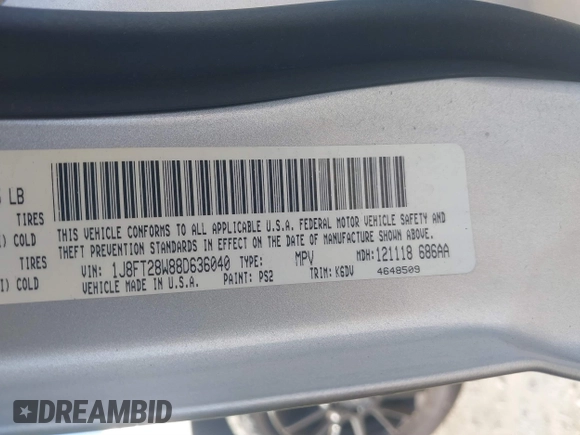 LB
TIRES
) COLD
TIRES
I) COLD
THIS VEHICLE CONFORMS TO ALL APPLICABLE U.S.A. FEDERAL MOTOR VEHICLE SAFETY AND
THEFT PREVENTION STANDARDS IN EFFECT ON THE DATE OF MANUFACTURE SHOWN ABOVE.
VIN: 1J8FT28W88D636040 TYPE: MPV MDH: 121118 686AA
VEHICLE MADE IN U.S.A. PAINT: PS2 TRIM: K6DV 4648509
DREAMBID